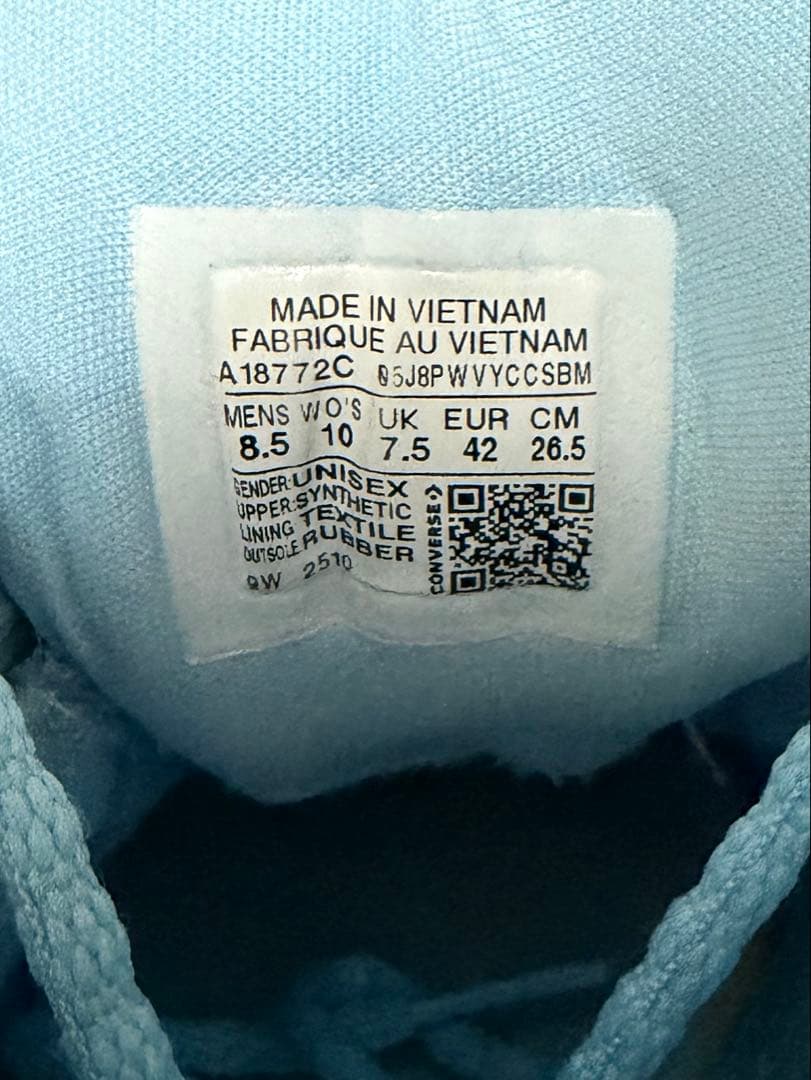 MADE IN VIETNAM
FABRIQUE AU VIETNAM
A18772C 05J8PWVYCCSBM
MENS WO'S UK EUR CM
8.5 10 7.5 42 26.5
GENDER: UNISEX
UPPER: SYNTHETIC
LINING TEXTILE
OUTSOLE RUBBER
2510
CONVERSE